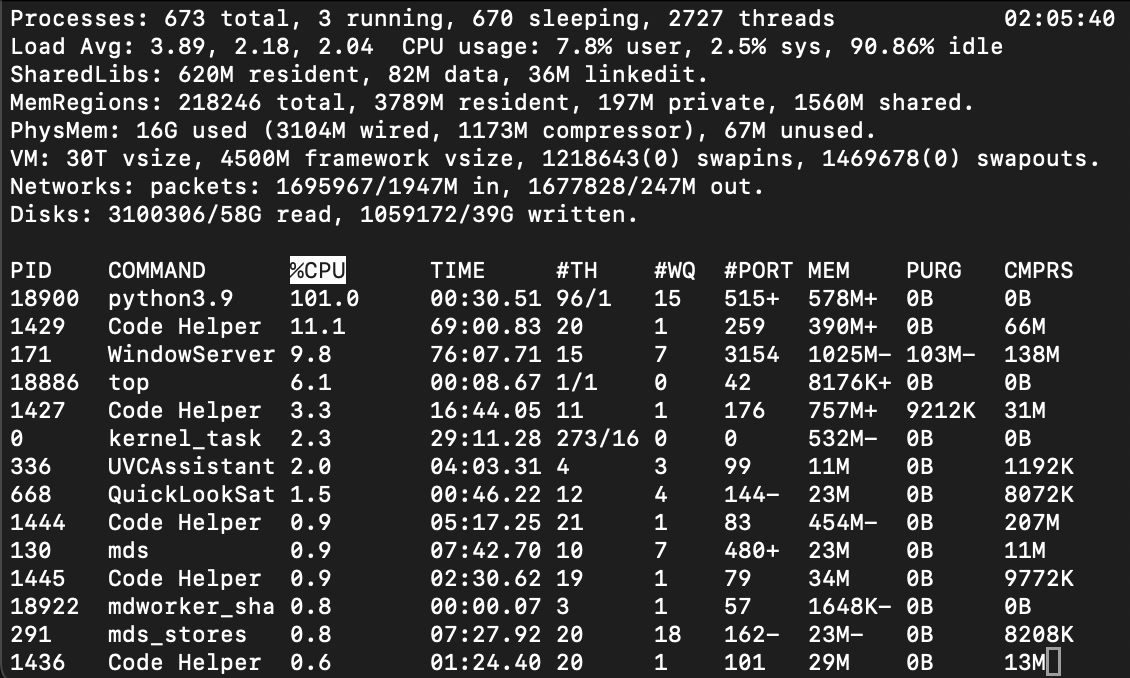 Processes: 673 total, 3 running, 670 sleeping, 2727 threads 02:05:40
Load Avg: 3.89, 2.18, 2.04 CPU usage: 7.8% user, 2.5% sys, 90.86% idle
SharedLibs: 620M resident, 82M data, 36M linkedit.
MemRegions: 218246 total, 3789M resident, 197M private, 1560M shared.
PhysMem: 16G used (3104M wired, 1173M compressor), 67M unused.
VM: 30T vsize, 4500M framework vsize, 1218643(0) swapins, 1469678(0) swapouts.
Networks: packets: 1695967/1947M in, 1677828/247M out.
Disks: 3100306/58G read, 1059172/39G written.
PID COMMAND %CPU TIME #TH #WQ #PORT MEM PURG CMPRS
18900 python3.9 101.0 00:30.51 96/1 15 515+ 578M+ 0B 0B
1429 Code Helper 11.1 69:00.83 20 1 259 390M+ 0B 66M
171 WindowServer 9.8 76:07.71 15 7 3154 1025M- 103M- 138M
18886 top 6.1 00:08.67 1/1 0 42 8176K+ 0B 0B
1427 Code Helper 3.3 16:44.05 11 1 176 757M+ 9212K 31M
0 kernel_task 2.3 29:11.28 273/16 0 0 532M- 0B 0B
336 UVCAssistant 2.0 04:03.31 4 3 99 11M 0B 1192K
668 QuickLookSat 1.5 00:46.22 12 4 144- 23M 0B 8072K
1444 Code Helper 0.9 05:17.25 21 1 83 454M- 0B 207M
130 mds 0.9 07:42.70 10 7 480+ 23M 0B 11M
1445 Code Helper 0.9 02:30.62 19 1 79 34M 0B 9772K
18922 mdworker_sha 0.8 00:00.07 3 1 57 1648K- 0B 0B
291 mds_stores 0.8 07:27.92 20 18 162- 23M- 0B 8208K
1436 Code Helper 0.6 01:24.40 20 1 101 29M 0B 13M